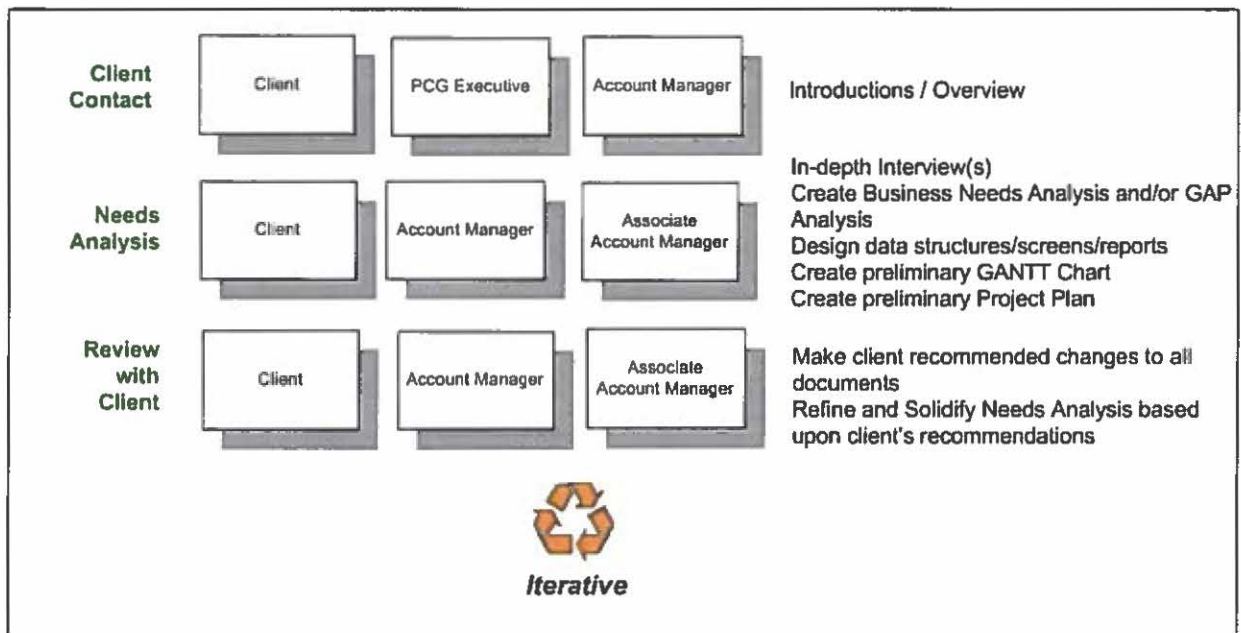 Client
Contact
Client
PCG Executive
Account Manager
Introductions / Overview
Needs
Analysis
Client
Account Manager
Associate
Account Manager
In-depth Interview(s)
Create Business Needs Analysis and/or GAP
Analysis
Design data structures/screens/reports
Create preliminary GANTT Chart
Create preliminary Project Plan
Review
with
Client
Client
Account Manager
Associate
Account Manager
Make client recommended changes to all
documents
Refine and Solidify Needs Analysis based
upon client's recommendations
Iterative